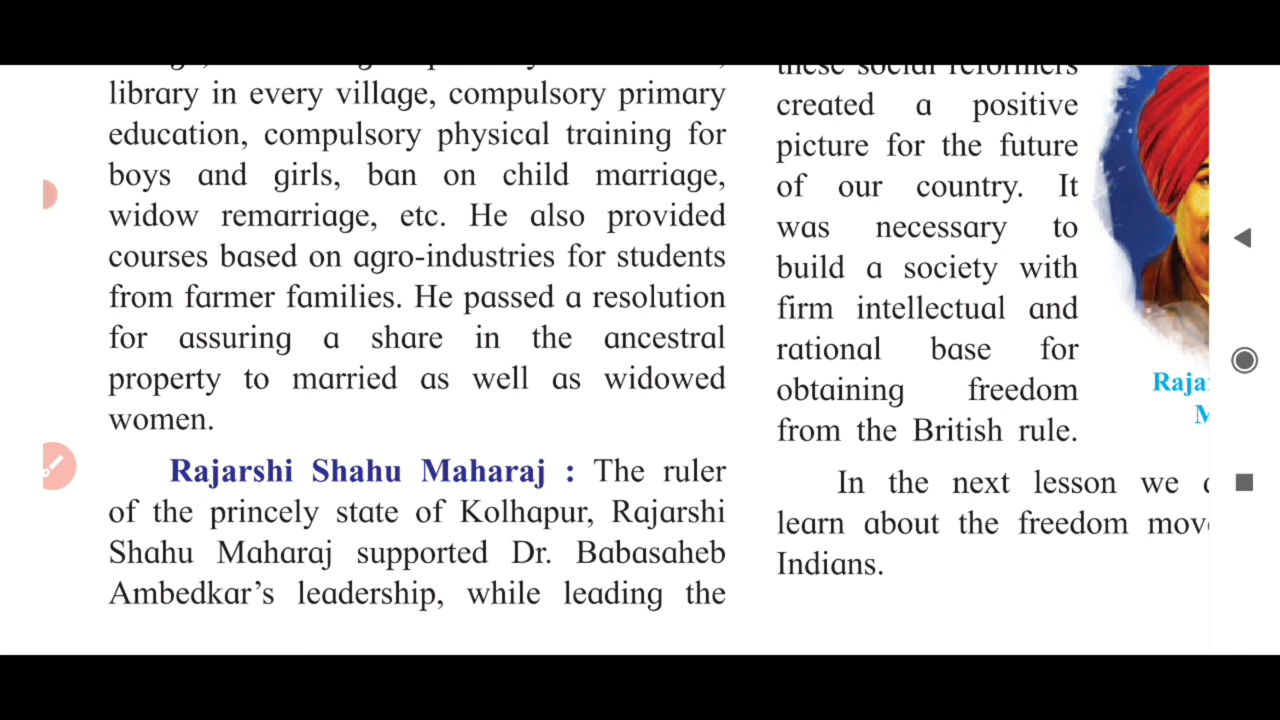 library in every village, compulsory primary
education, compulsory physical training for
boys and girls, ban on child marriage,
widow remarriage, etc. He also provided
courses based on agro-industries for students
from farmer families. He passed a resolution
for assuring a share in the ancestral
property to married as well as widowed
women.
Rajarshi Shahu Maharaj : The ruler
of the princely state of Kolhapur, Rajarshi
Shahu Maharaj supported Dr. Babasaheb
Ambedkar’s leadership, while leading the
these social reformers
created a positive
picture for the future
of our country. It
was necessary to
build a society with
firm intellectual and
rational base for
obtaining freedom
from the British rule.
In the next lesson we
learn about the freedom
Indians.